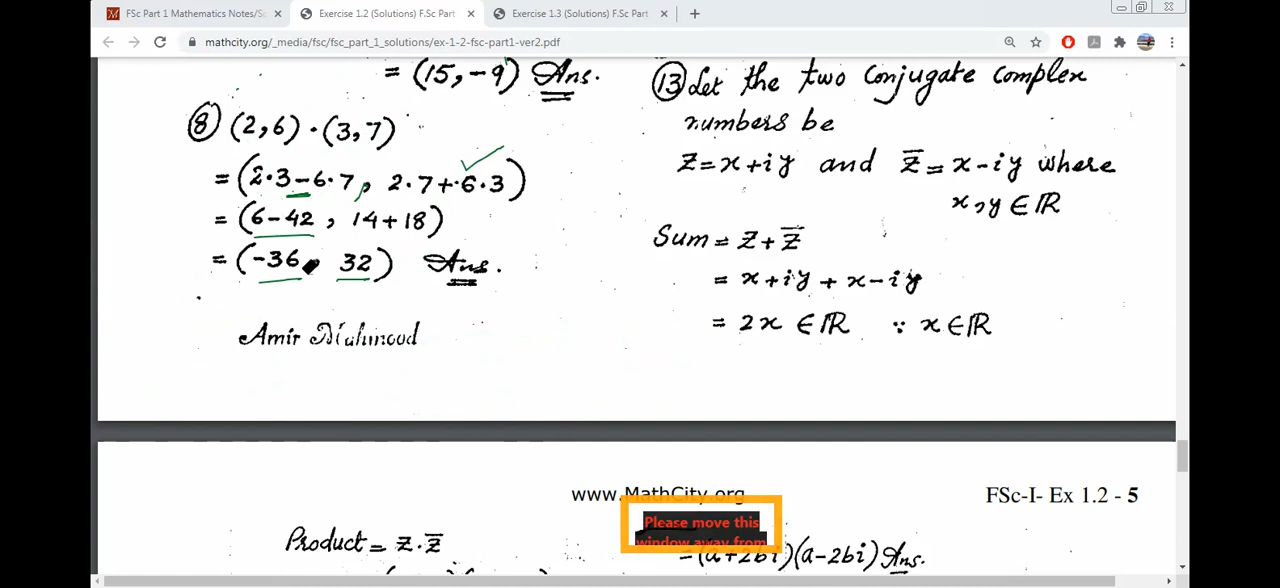 FSc Part 1 Mathematics Notes/So
Exercise 1.2 (Solutions) F.Sc Part
Exercise 1.3 (Solutions) F.Sc Part
mathcity.org/_media/fsc/fsc_part_1_solutions/ex-1-2-fsc-part1-ver2.pdf
= (15, -9) Ans.
⑧ (2,6) · (3,7)
= (2·3-6·7, 2·7+·6·3)
= (6-42, 14+18)
= (-36, 32) Ans.
Amir Mahmood
⑬ Let the two Conjugate Complex
numbers be
Z = x+iy and z̅ = x-iy where
x,y ∈ ℝ
Sum = Z + z̅
= x+iy + x-iy
= 2x ∈ ℝ ∵ x ∈ ℝ
www.MathCity.org
FSc-I- Ex 1.2 - 5
Please move this
window away from
Product = Z.z̅
=(a+2bi)(a-2bi) Ans.